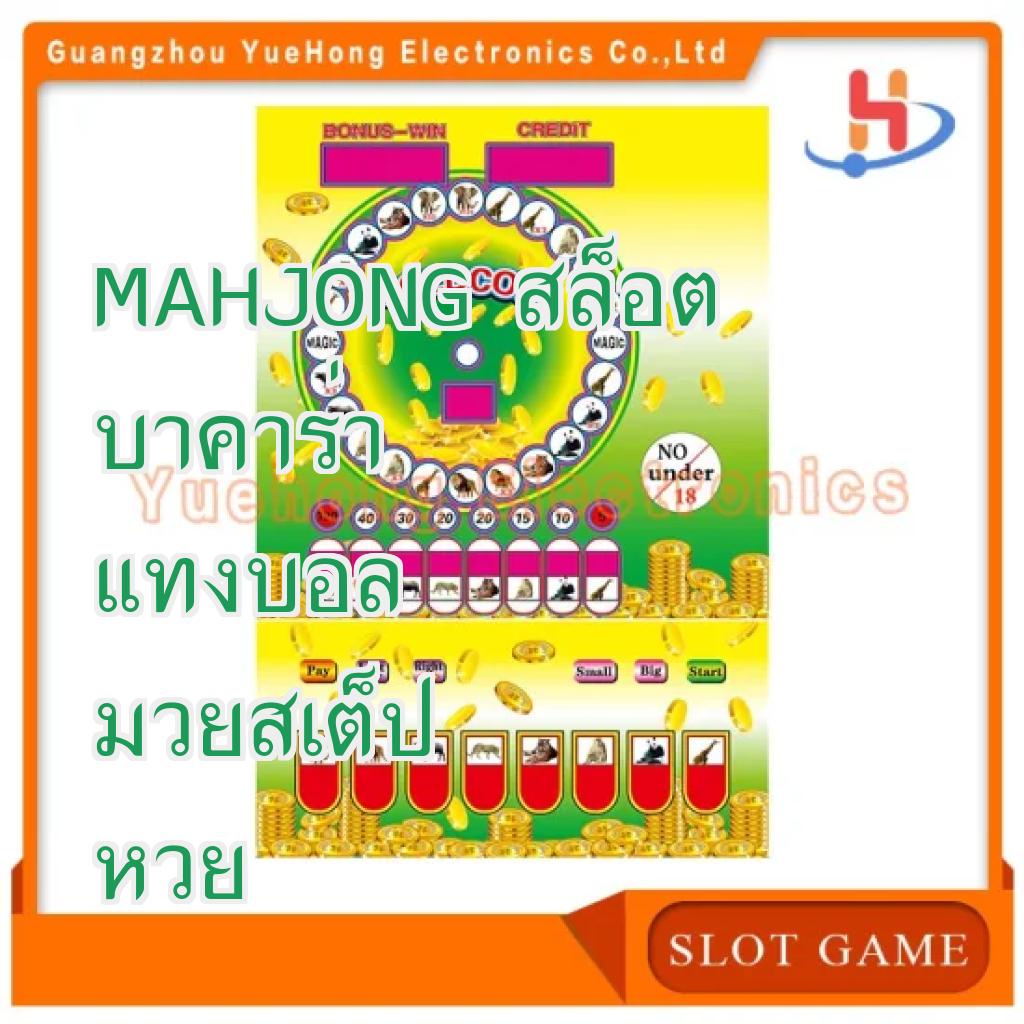 Guangzhou YueHong Electronics Co.,Ltd
BONUS-WIN CREDIT
MAHJONG สล็อต
MAGIC MAGIC
บาคาร่า
NO
under
18
Yuehong Electronics
40 30 20 20 15 10 5
แทงบอล
Pay Right Small Big Start
มวยสเต็ป
หวย
SLOT GAME